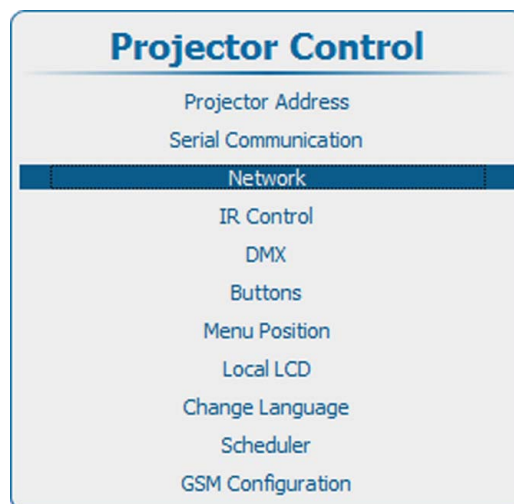 Projector Control
Projector Address
Serial Communication
Network
IR Control
DMX
Buttons
Menu Position
Local LCD
Change Language
Scheduler
GSM Configuration